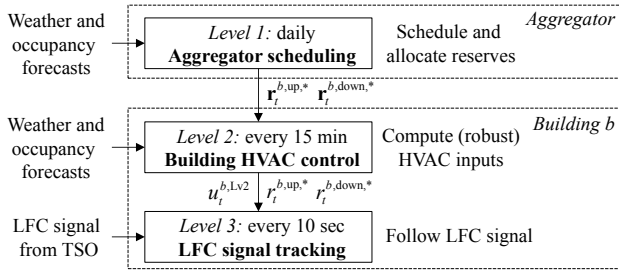 Aggregator
Weather and
occupancy
forecasts
Level 1: daily
Aggregator scheduling
Schedule and
allocate reserves
r_t^{b,up,*} r_t^{b,down,*}
Building b
Weather and
occupancy
forecasts
Level 2: every 15 min
Building HVAC control
Compute (robust)
HVAC inputs
u_t^{b,Lv2} r_t^{b,up,*} r_t^{b,down,*}
LFC signal
from TSO
Level 3: every 10 sec
LFC signal tracking
Follow LFC signal